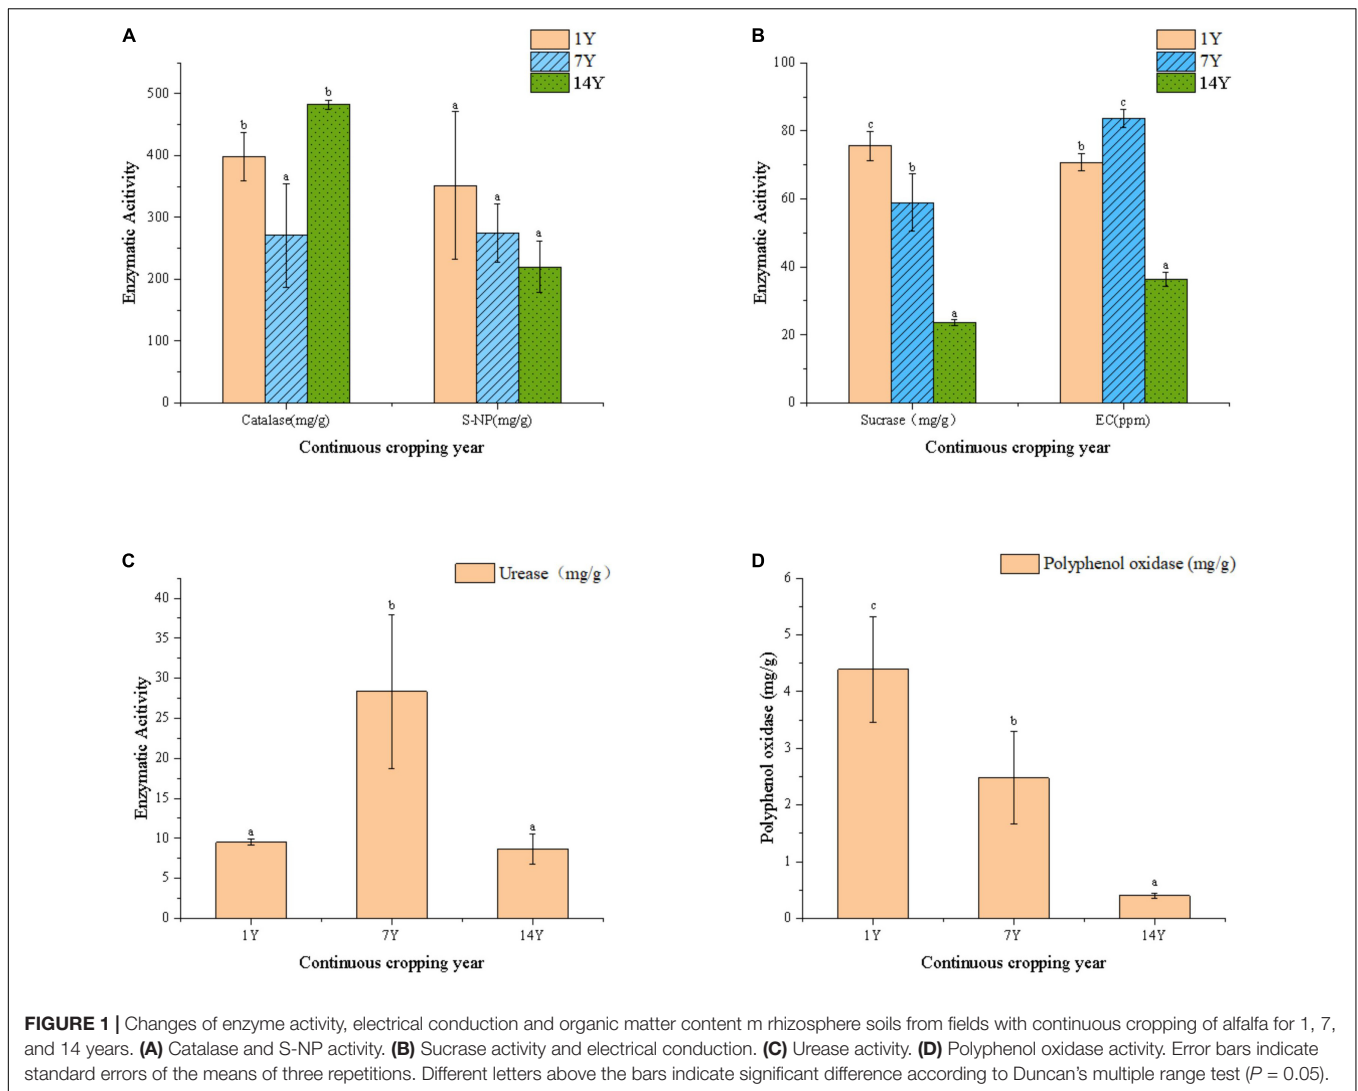 A
1Y
7Y
14Y
500
400
300
200
100
0
Enzymatic Acitivity
b
a
b
a
a
a
Catalase(mg/g)
S-NP(mg/g)
Continuous cropping year
B
1Y
7Y
14Y
100
80
60
40
20
0
Enzymatic Acitivity
c
b
a
b
c
a
Sucrase (mg/g)
EC(ppm)
Continuous cropping year
C
Urease (mg/g)
40
35
30
25
20
15
10
5
0
Enzymatic Acitivity
a
b
a
1Y
7Y
14Y
Continuous cropping year
D
Polyphenol oxidase (mg/g)
6
5
4
3
2
1
0
Polyphenol oxidase (mg/g)
c
b
a
1Y
7Y
14Y
Continuous cropping year
FIGURE 1 | Changes of enzyme activity, electrical conduction and organic matter content m rhizosphere soils from fields with continuous cropping of alfalfa for 1, 7,
and 14 years. (A) Catalase and S-NP activity. (B) Sucrase activity and electrical conduction. (C) Urease activity. (D) Polyphenol oxidase activity. Error bars indicate
standard errors of the means of three repetitions. Different letters above the bars indicate significant difference according to Duncan's multiple range test (P = 0.05).